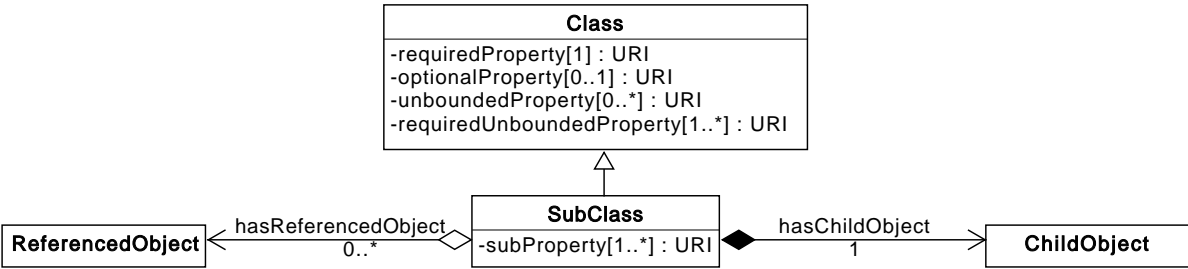 Class
-requiredProperty[1] : URI
-optionalProperty[0..1] : URI
-unboundedProperty[0..*] : URI
-requiredUnboundedProperty[1..*] : URI
SubClass
-subProperty[1..*] : URI
hasReferencedObject
0..*
ReferencedObject
hasChildObject
1
ChildObject